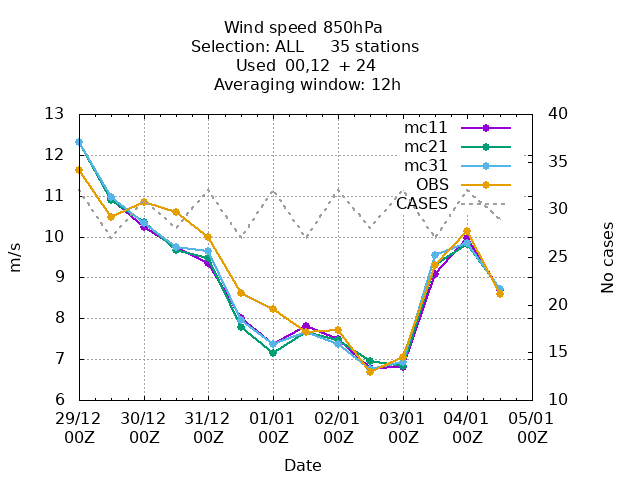 Wind speed 850hPa
Selection: ALL 35 stations
Used 00,12 + 24
Averaging window: 12h
13 40
mc11
mc21
12 35
mc31
OBS
11 30
CASES
10 25
m/s
No cases
9
8 20
7 15
6 10
29/12 30/12 31/12 01/01 02/01 03/01 04/01 05/01
00Z 00Z 00Z 00Z 00Z 00Z 00Z 00Z
Date